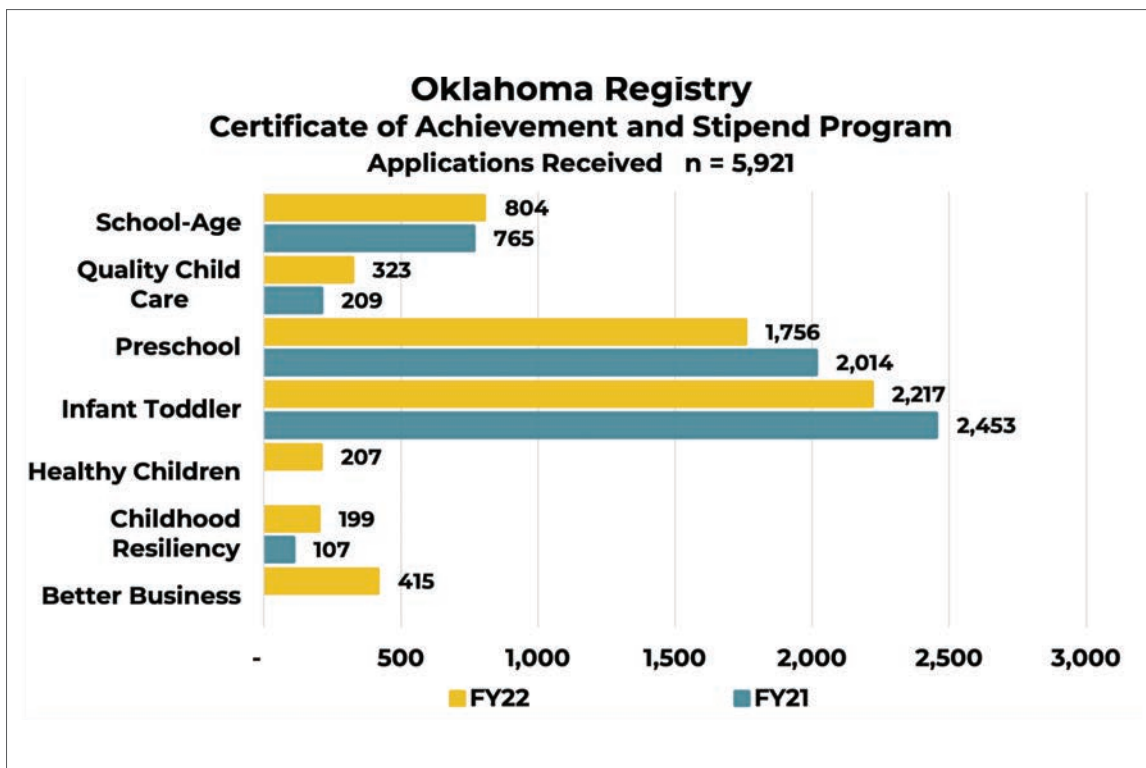 Oklahoma Registry
Certificate of Achievement and Stipend Program
Applications Received n = 5,921
School-Age
804
765
Quality Child
Care
323
209
Preschool
1,756
2,014
Infant Toddler
2,217
2,453
Healthy Children
207
Childhood
Resiliency
199
107
Better Business
415
- 500 1,000 1,500 2,000 2,500 3,000
FY22 FY21